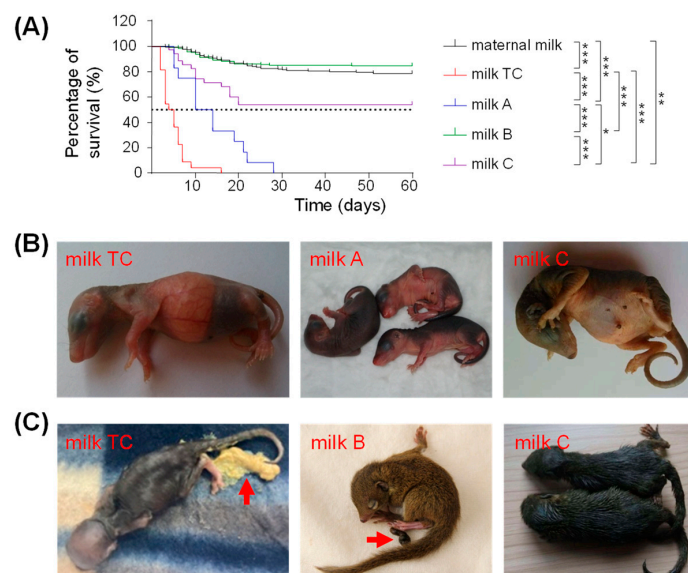 (A)
Percentage of
survival (%)
120
100
80
60
40
20
0
0
10
20
30
40
50
60
Time (days)
maternal milk
milk TC
milk A
milk B
milk C
****
****
****
***
***
*
***
***
**
(B)
milk TC
milk A
milk C
(C)
milk TC
milk B
milk C